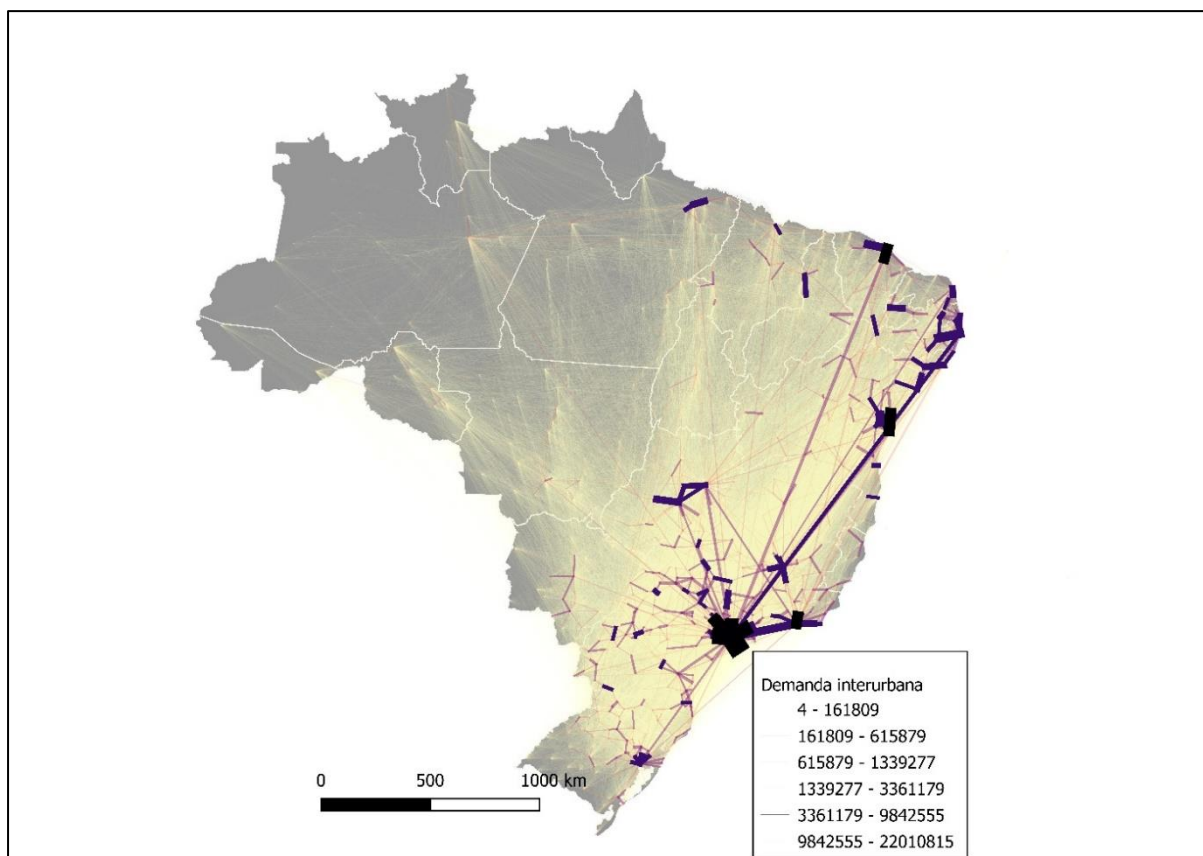 Demanda interurbana
4 - 161809
161809 - 615879
615879 - 1339277
1339277 - 3361179
3361179 - 9842555
9842555 - 22010815
0 500 1000 km